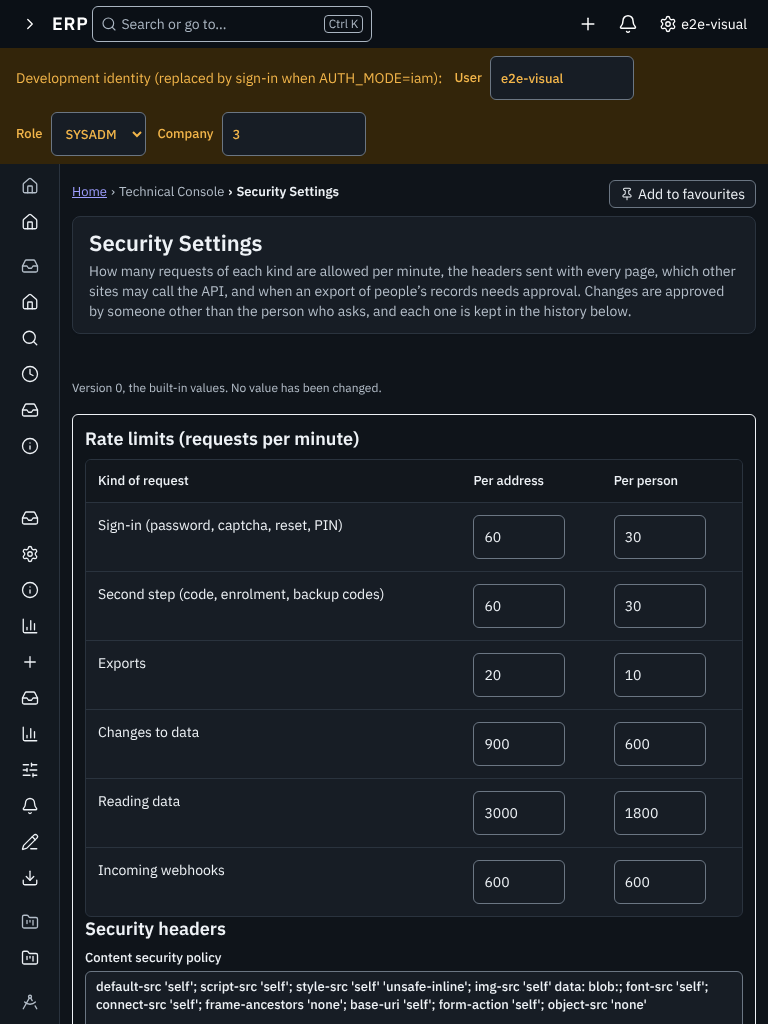 ERP
Search or go to...
Ctrl K
e2e-visual
Development identity (replaced by sign-in when AUTH_MODE=iam):
User
e2e-visual
Role
SYSADM
Company
3
Home › Technical Console › Security Settings
Add to favourites
Security Settings
How many requests of each kind are allowed per minute, the headers sent with every page, which other
sites may call the API, and when an export of people’s records needs approval. Changes are approved
by someone other than the person who asks, and each one is kept in the history below.
Version 0, the built-in values. No value has been changed.
Rate limits (requests per minute)
Kind of request Per address Per person
Sign-in (password, captcha, reset, PIN) 60 30
Second step (code, enrolment, backup codes) 60 30
Exports 20 10
Changes to data 900 600
Reading data 3000 1800
Incoming webhooks 600 600
Security headers
Content security policy
default-src 'self'; script-src 'self'; style-src 'self' 'unsafe-inline'; img-src 'self' data: blob:; font-src 'self';
connect-src 'self'; frame-ancestors 'none'; base-uri 'self'; form-action 'self'; object-src 'none'